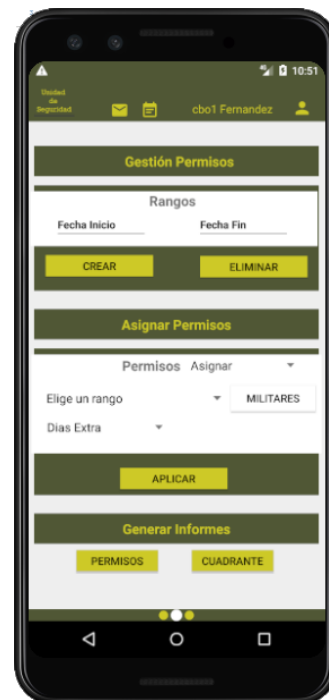 10:51
Unidad
de
Seguridad
cbo1 Fernandez
Gestión Permisos
Rangos
Fecha Inicio Fecha Fin
CREAR ELIMINAR
Asignar Permisos
Permisos Asignar
Elige un rango MILITARES
Días Extra
APLICAR
Generar Informes
PERMISOS CUADRANTE